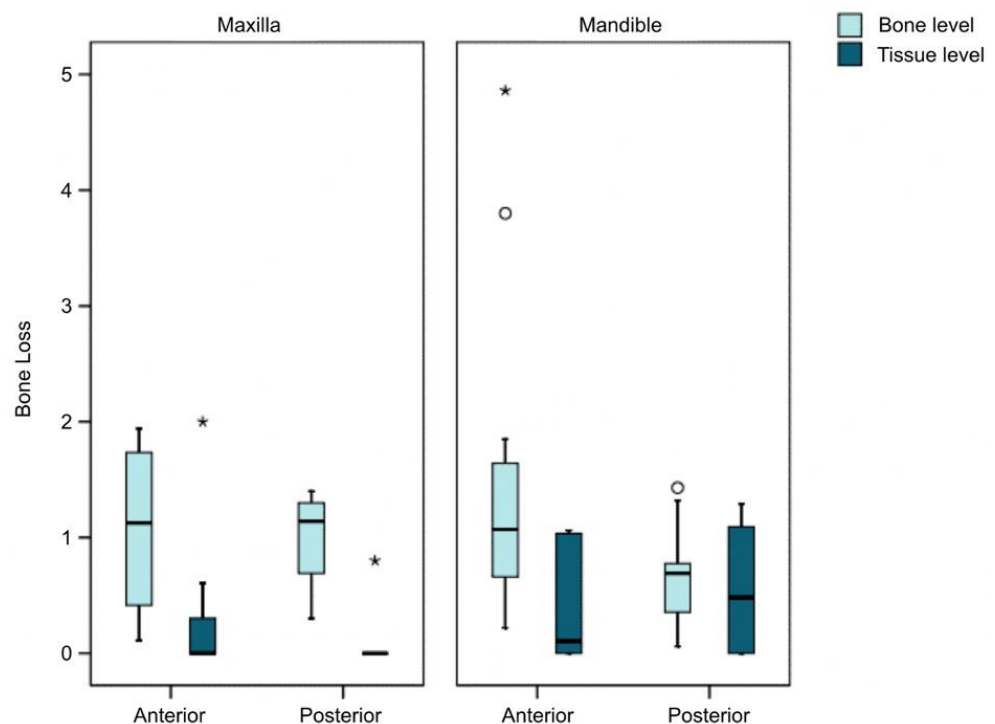 Maxilla
Mandible
Bone level
Tissue level
Bone Loss
5
4
3
2
1
0
Anterior
Posterior
Anterior
Posterior